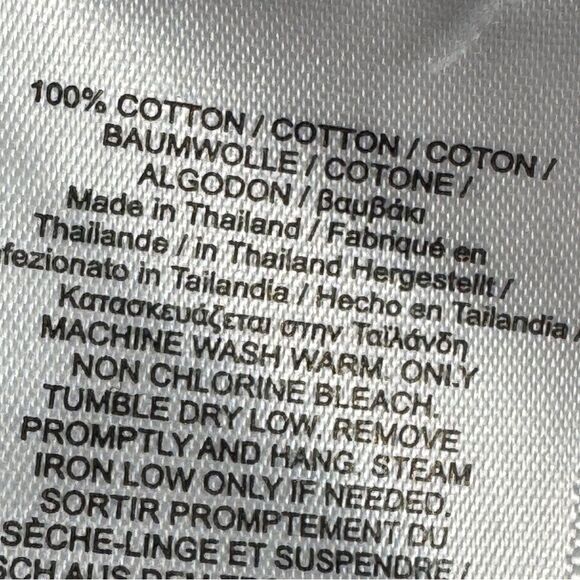 100% COTTON / COTTON / COTON /
BAUMWOLLE / COTONE /
ALGODON / βαμβάκι
Made in Thailand / Fabriqué en
Thaïlande / in Thailand Hergestellt /
fezionato in Tailandia / Hecho en Tailandia /
Κατασκευάζεται στην Ταϊλάνδη
MACHINE WASH WARM. ONLY
NON CHLORINE BLEACH.
TUMBLE DRY LOW. REMOVE
PROMPTLY AND HANG. STEAM
IRON LOW ONLY IF NEEDED.
SORTIR PROMPTEMENT DU
SÈCHE-LINGE ET SUSPENDRE /